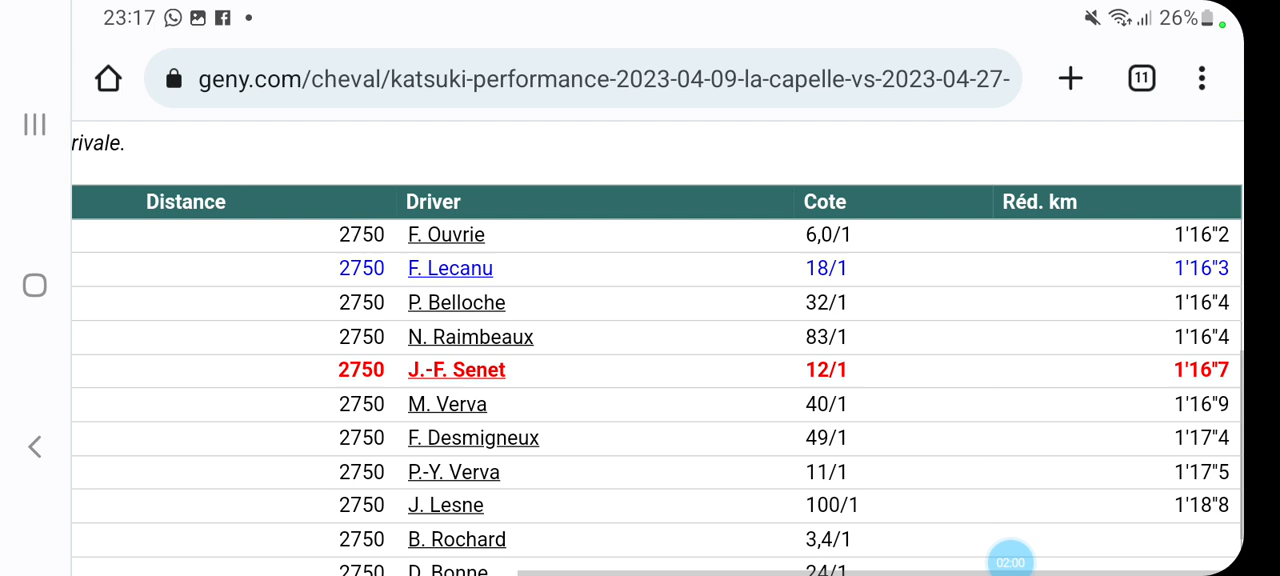 23:17 26%
geny.com/cheval/katsuki-performance-2023-04-09-la-capelle-vs-2023-04-27- 11
rivale.
Distance Driver Cote Réd. km
2750 F. Ouvrie 6,0/1 1'16"2
2750 F. Lecanu 18/1 1'16"3
2750 P. Belloche 32/1 1'16"4
2750 N. Raimbeaux 83/1 1'16"4
2750 J.-F. Senet 12/1 1'16"7
2750 M. Verva 40/1 1'16"9
2750 F. Desmigneux 49/1 1'17"4
2750 P.-Y. Verva 11/1 1'17"5
2750 J. Lesne 100/1 1'18"8
2750 B. Rochard 3,4/1
02:00
2750 D. Bonne 24/1